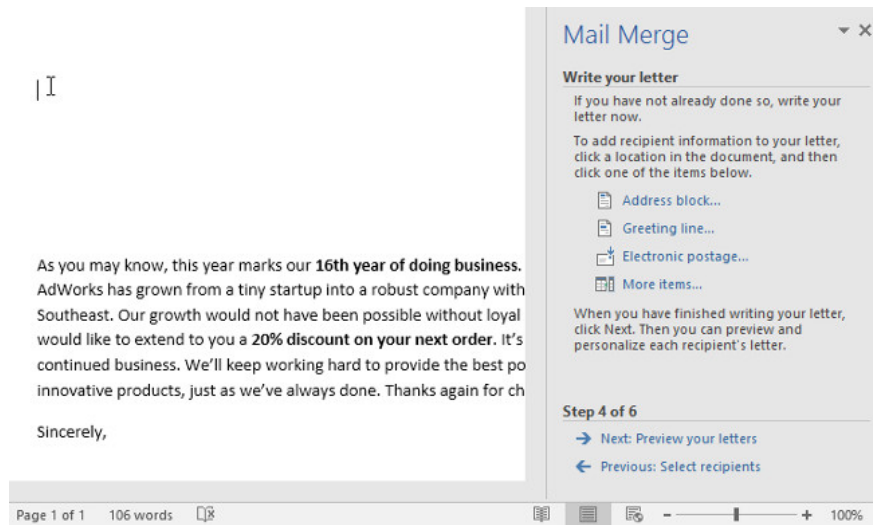 Mail Merge
Write your letter
If you have not already done so, write your
letter now.
To add recipient information to your letter,
click a location in the document, and then
click one of the items below.
Address block...
Greeting line...
Electronic postage...
More items...
When you have finished writing your letter,
click Next. Then you can preview and
personalize each recipient's letter.
Step 4 of 6
Next: Preview your letters
Previous: Select recipients
As you may know, this year marks our 16th year of doing business.
AdWorks has grown from a tiny startup into a robust company with
Southeast. Our growth would not have been possible without loyal
would like to extend to you a 20% discount on your next order. It's
continued business. We'll keep working hard to provide the best po
innovative products, just as we've always done. Thanks again for ch
Sincerely,
Page 1 of 1 106 words
100%